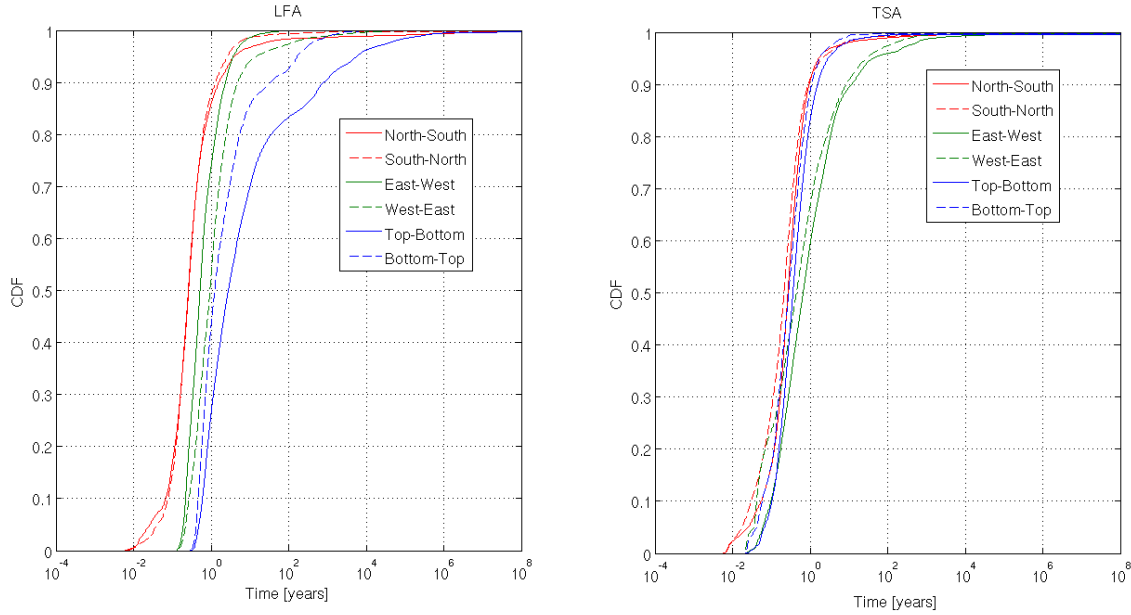 LFA
1
0.9
0.8
0.7
0.6
0.5
0.4
0.3
0.2
0.1
0
CDF
North-South
South-North
East-West
West-East
Top-Bottom
Bottom-Top
10^-4
10^-2
10^0
10^2
10^4
10^6
10^8
Time [years]
TSA
1
0.9
0.8
0.7
0.6
0.5
0.4
0.3
0.2
0.1
0
CDF
North-South
South-North
East-West
West-East
Top-Bottom
Bottom-Top
10^-4
10^-2
10^0
10^2
10^4
10^6
10^8
Time [years]